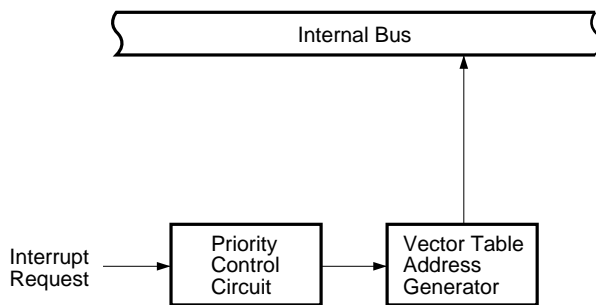 Internal Bus
Interrupt
Request
Priority
Control
Circuit
Vector Table
Address
Generator